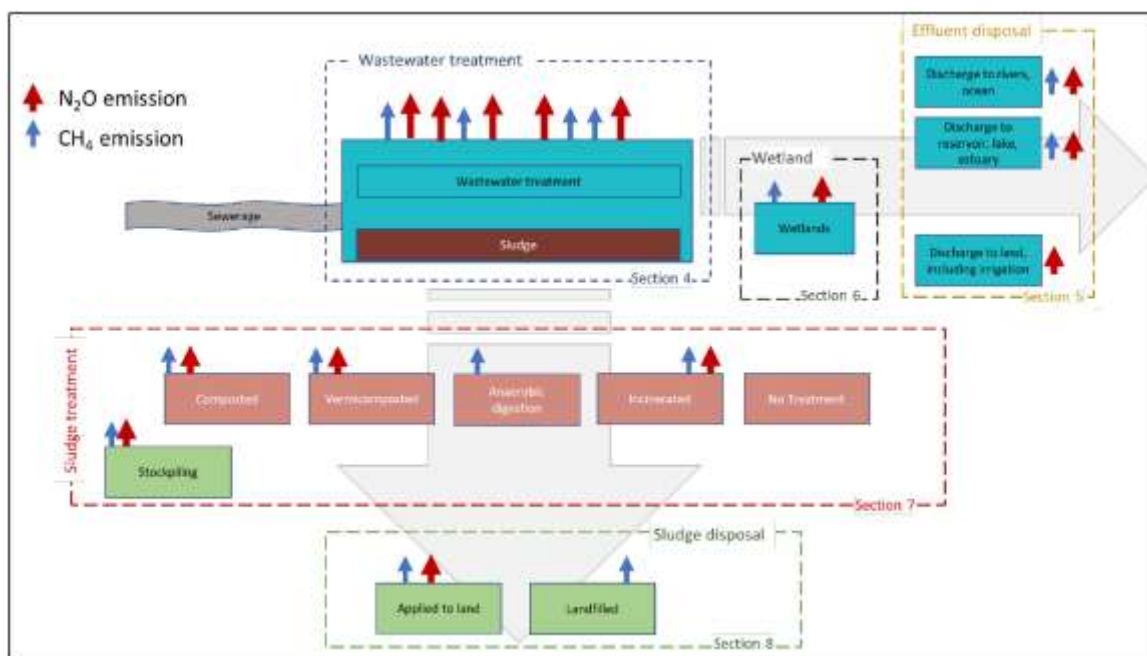 Effluent disposal
Wastewater treatment
Discharge to rivers,
ocean
N₂O emission
CH₄ emission
Discharge to
reservoir, lake,
estuary
Wetland
Wastewater treatment
Sewerage
Wetlands
Sludge
Discharge to land,
including irrigation
Section 4
Section 6
Section 5
Sludge treatment
Composted
Vermicomposted
Anaerobic
digestion
Incinerated
No Treatment
Stockpiling
Section 7
Sludge disposal
Applied to land
Landfilled
Section 8